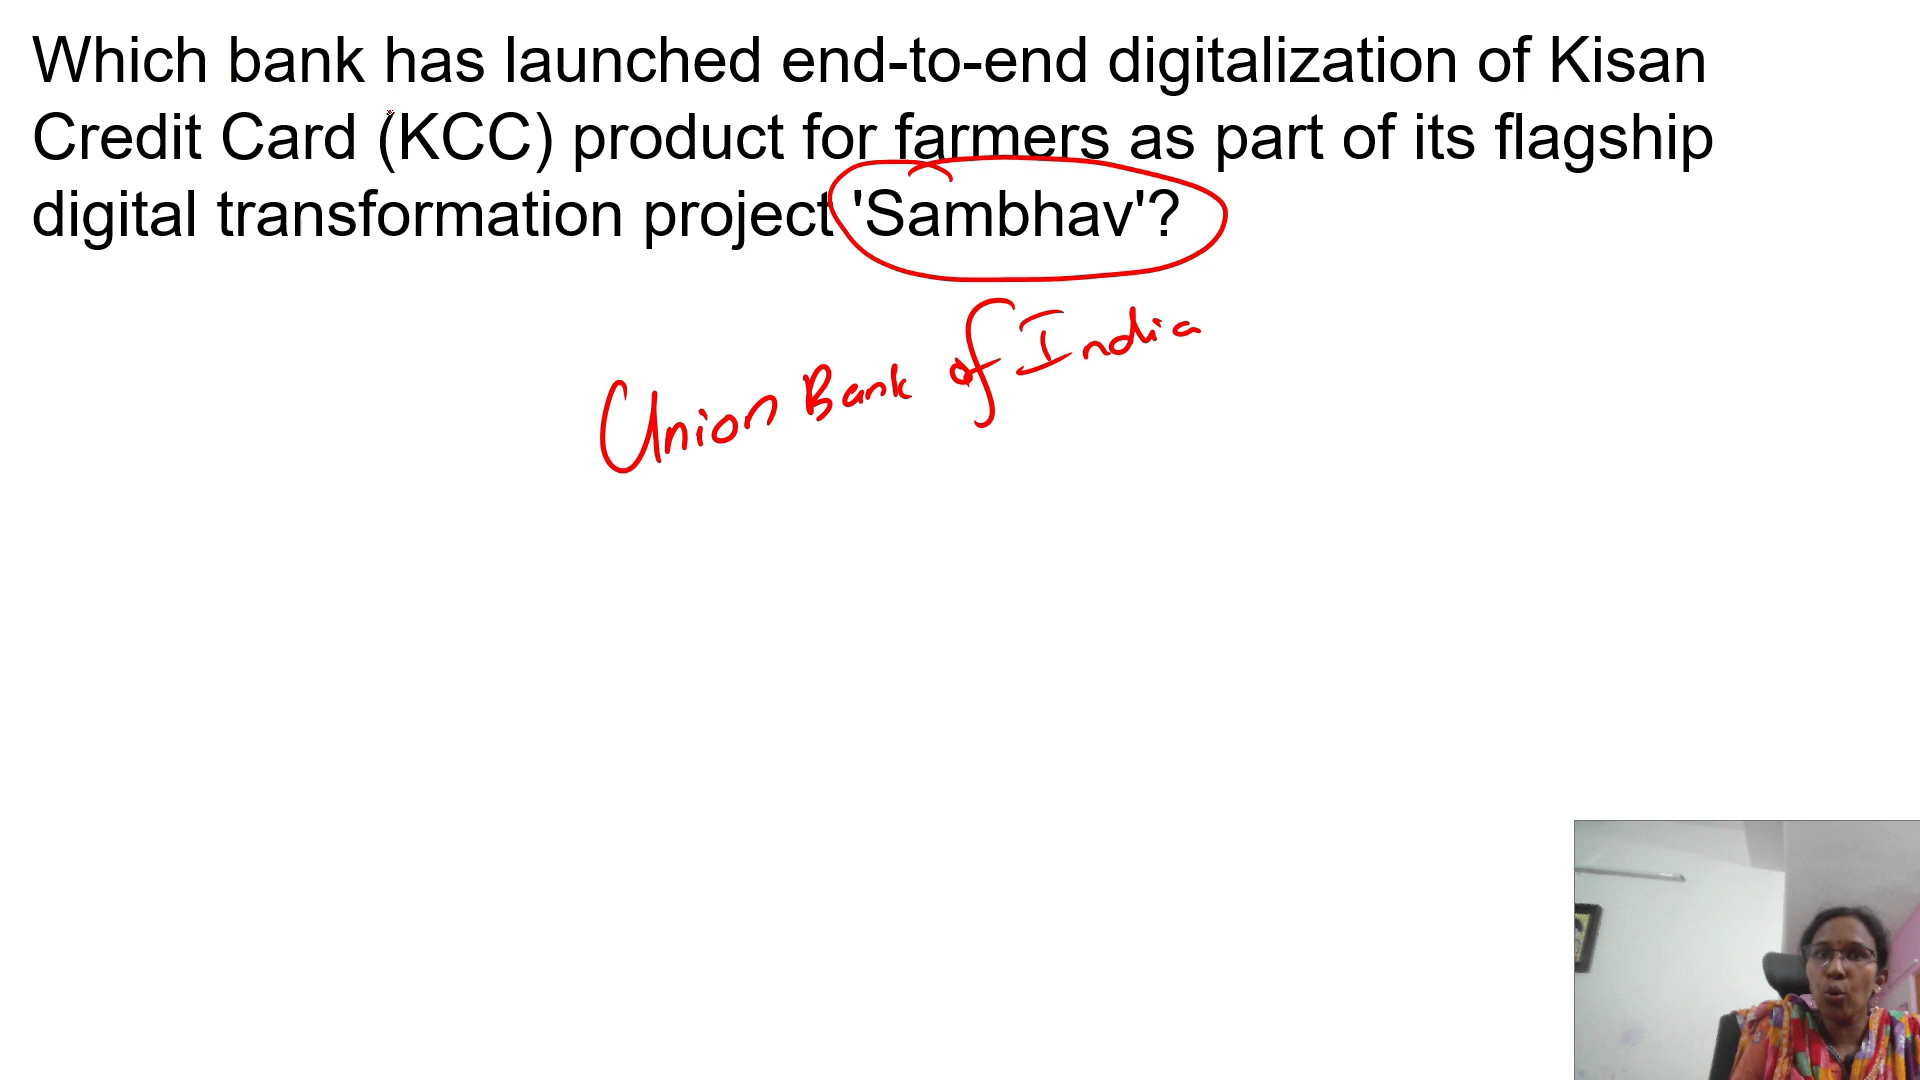 Which bank has launched end-to-end digitalization of Kisan
Credit Card (KCC) product for farmers as part of its flagship
digital transformation project 'Sambhav'?
Union Bank of India